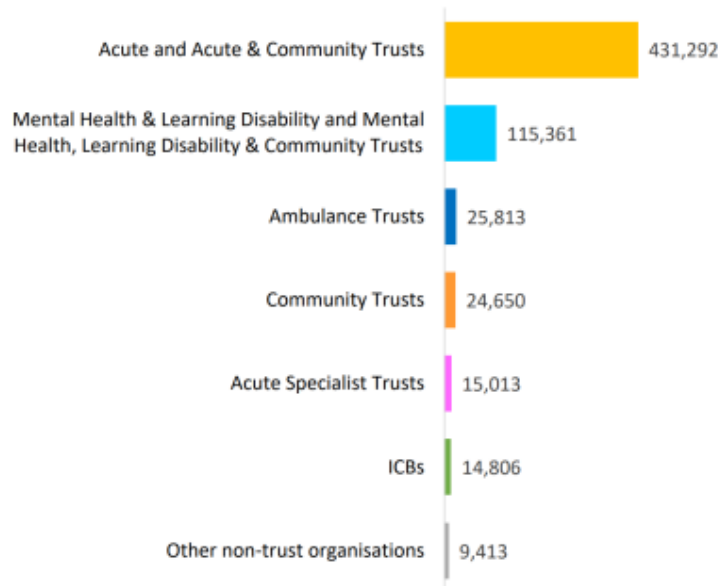 Acute and Acute & Community Trusts 431,292
Mental Health & Learning Disability and Mental
Health, Learning Disability & Community Trusts 115,361
Ambulance Trusts 25,813
Community Trusts 24,650
Acute Specialist Trusts 15,013
ICBs 14,806
Other non-trust organisations 9,413